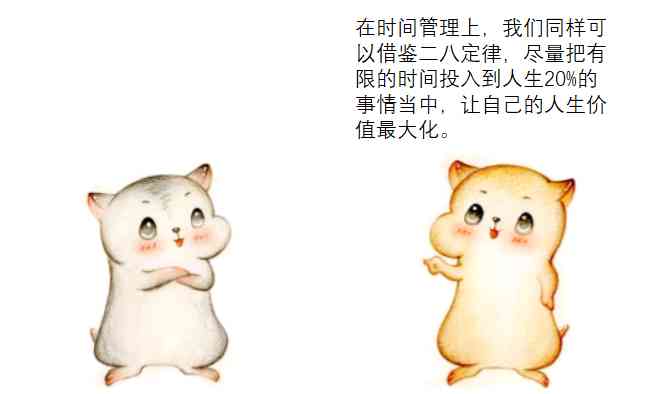 在时间管理上，我们同样可
以借鉴二八定律，尽量把有
限的时间投入到人生20%的
事情当中，让自己的人生价
值最大化。